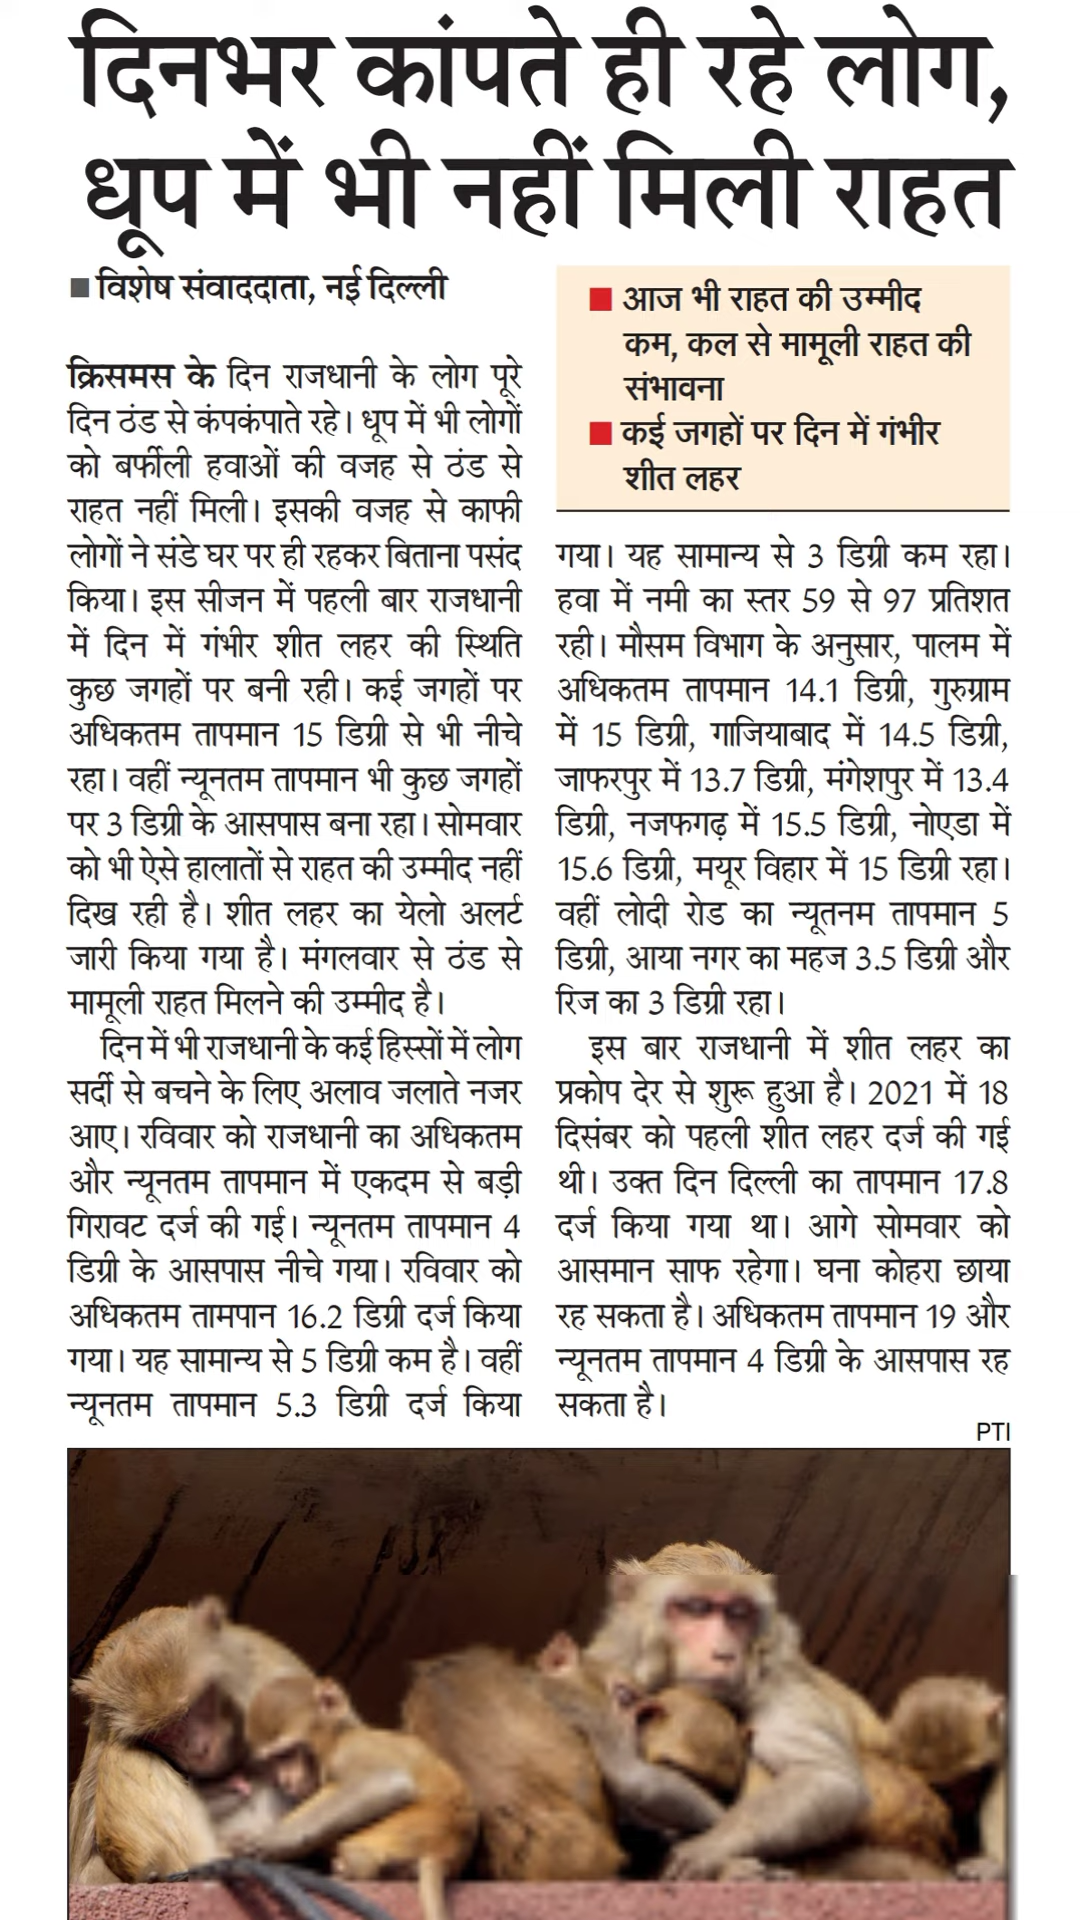 दिनभर कांपते ही रहे लोग,
धूप में भी नहीं मिली राहत
■ विशेष संवाददाता, नई दिल्ली
क्रिसमस के दिन राजधानी के लोग पूरे
दिन ठंड से कंपकंपाते रहे। धूप में भी लोगों
को बर्फीली हवाओं की वजह से ठंड से
राहत नहीं मिली। इसकी वजह से काफी
लोगों ने संडे घर पर ही रहकर बिताना पसंद
किया। इस सीजन में पहली बार राजधानी
में दिन में गंभीर शीत लहर की स्थिति
कुछ जगहों पर बनी रही। कई जगहों पर
अधिकतम तापमान 15 डिग्री से भी नीचे
रहा। वहीं न्यूनतम तापमान भी कुछ जगहों
पर 3 डिग्री के आसपास बना रहा। सोमवार
को भी ऐसे हालातों से राहत की उम्मीद नहीं
दिख रही है। शीत लहर का येलो अलर्ट
जारी किया गया है। मंगलवार से ठंड से
मामूली राहत मिलने की उम्मीद है।
दिन में भी राजधानी के कई हिस्सों में लोग
सर्दी से बचने के लिए अलाव जलाते नजर
आए। रविवार को राजधानी का अधिकतम
और न्यूनतम तापमान में एकदम से बड़ी
गिरावट दर्ज की गई। न्यूनतम तापमान 4
डिग्री के आसपास नीचे गया। रविवार को
अधिकतम तामपान 16.2 डिग्री दर्ज किया
गया। यह सामान्य से 5 डिग्री कम है। वहीं
न्यूनतम तापमान 5.3 डिग्री दर्ज किया
■ आज भी राहत की उम्मीद
कम, कल से मामूली राहत की
संभावना
■ कई जगहों पर दिन में गंभीर
शीत लहर
गया। यह सामान्य से 3 डिग्री कम रहा।
हवा में नमी का स्तर 59 से 97 प्रतिशत
रही। मौसम विभाग के अनुसार, पालम में
अधिकतम तापमान 14.1 डिग्री, गुरुग्राम
में 15 डिग्री, गाजियाबाद में 14.5 डिग्री,
जाफरपुर में 13.7 डिग्री, मंगेशपुर में 13.4
डिग्री, नजफगढ़ में 15.5 डिग्री, नोएडा में
15.6 डिग्री, मयूर विहार में 15 डिग्री रहा।
वहीं लोदी रोड का न्यूतनम तापमान 5
डिग्री, आया नगर का महज 3.5 डिग्री और
रिज का 3 डिग्री रहा।
इस बार राजधानी में शीत लहर का
प्रकोप देर से शुरू हुआ है। 2021 में 18
दिसंबर को पहली शीत लहर दर्ज की गई
थी। उक्त दिन दिल्ली का तापमान 17.8
दर्ज किया गया था। आगे सोमवार को
आसमान साफ रहेगा। घना कोहरा छाया
रह सकता है। अधिकतम तापमान 19 और
न्यूनतम तापमान 4 डिग्री के आसपास रह
सकता है।
PTI